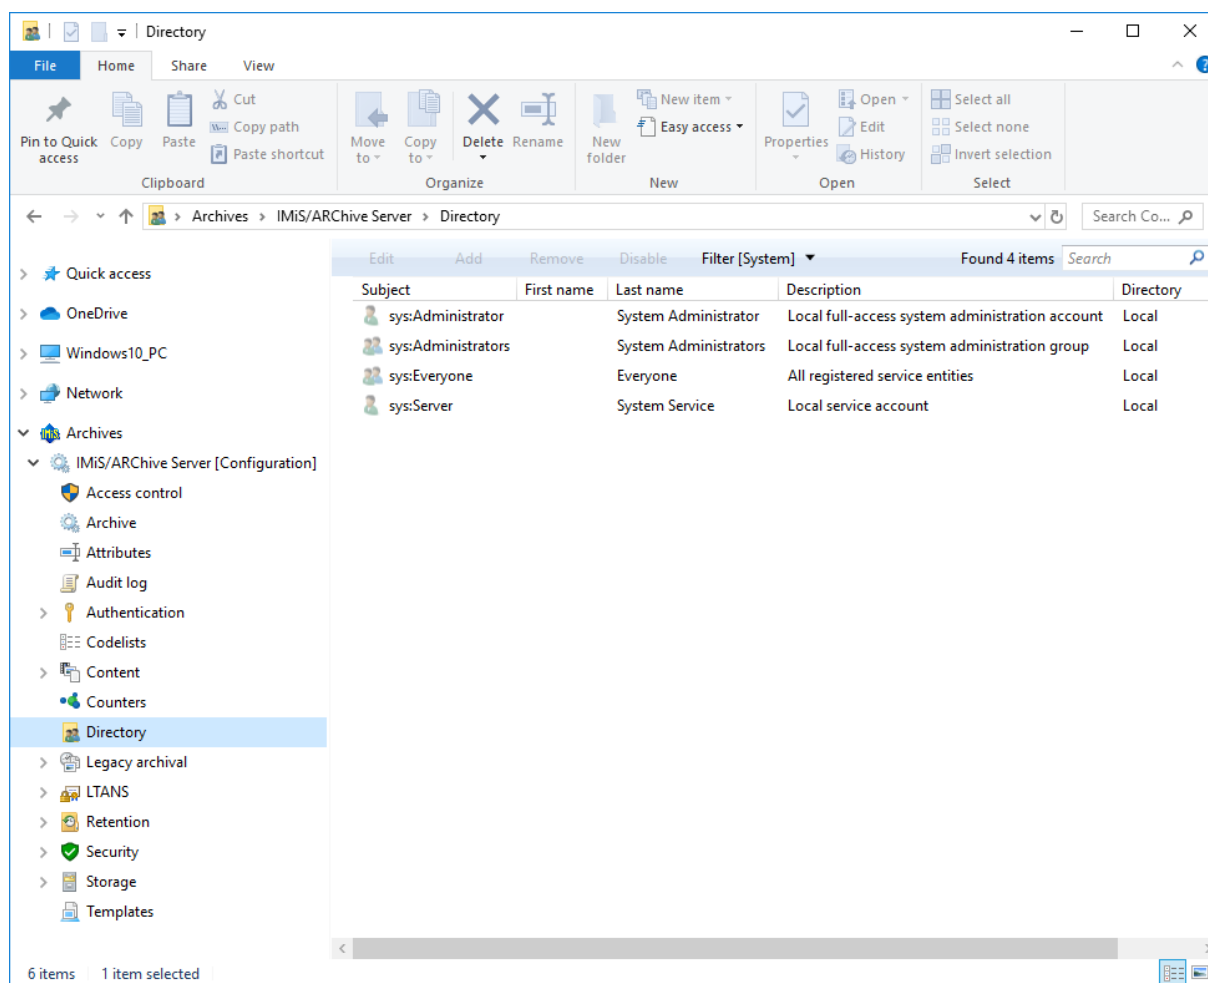 Directory
File Home Share View
Pin to Quick access Copy Paste Cut Copy path Paste shortcut
Move to Copy to Delete Rename New folder New item Easy access
Properties Open Edit History Select all Select none Invert selection
Clipboard Organize New Open Select
Archives IMiS/ARChive Server Directory Search Co...
Edit Add Remove Disable Filter [System] Found 4 items Search
Subject First name Last name Description Directory
sys:Administrator System Administrator Local full-access system administration account Local
sys:Administrators System Administrators Local full-access system administration group Local
sys:Everyone Everyone All registered service entities Local
sys:Server System Service Local service account Local
Quick access
OneDrive
Windows10_PC
Network
Archives
IMiS/ARChive Server [Configuration]
Access control
Archive
Attributes
Audit log
Authentication
Codelists
Content
Counters
Directory
Legacy archival
LTANS
Retention
Security
Storage
Templates
6 items 1 item selected